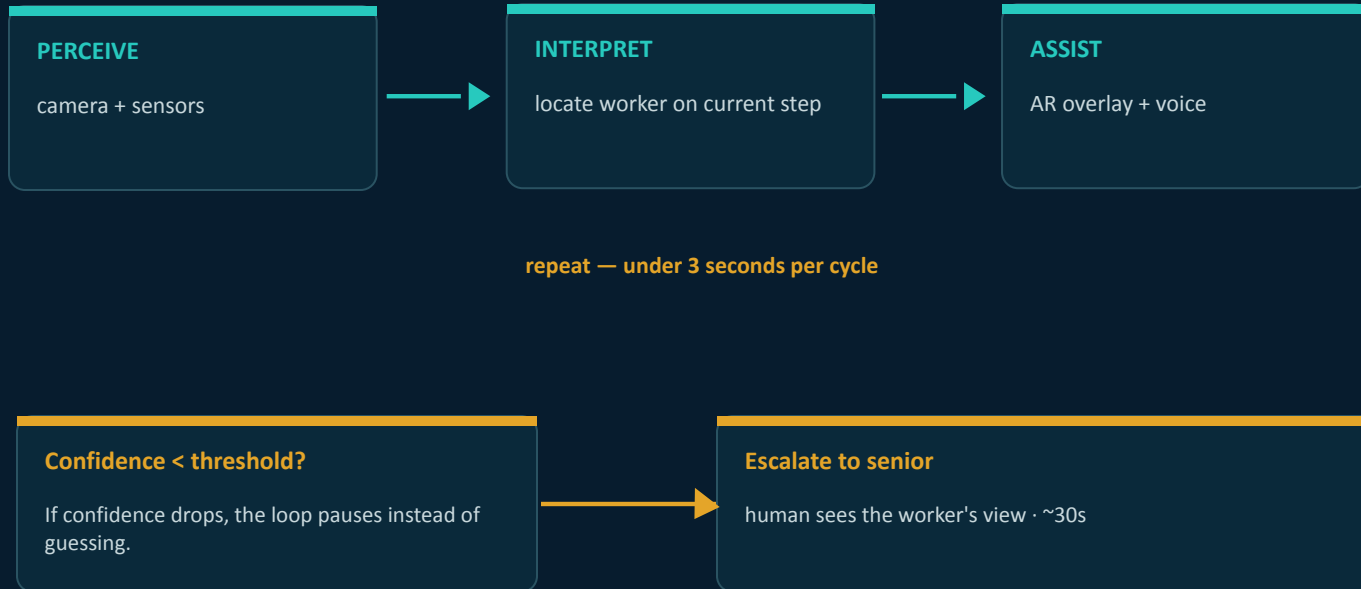 PERCEIVE
camera + sensors
INTERPRET
locate worker on current step
ASSIST
AR overlay + voice
repeat — under 3 seconds per cycle
Confidence < threshold?
If confidence drops, the loop pauses instead of
guessing.
Escalate to senior
human sees the worker's view · ~30s